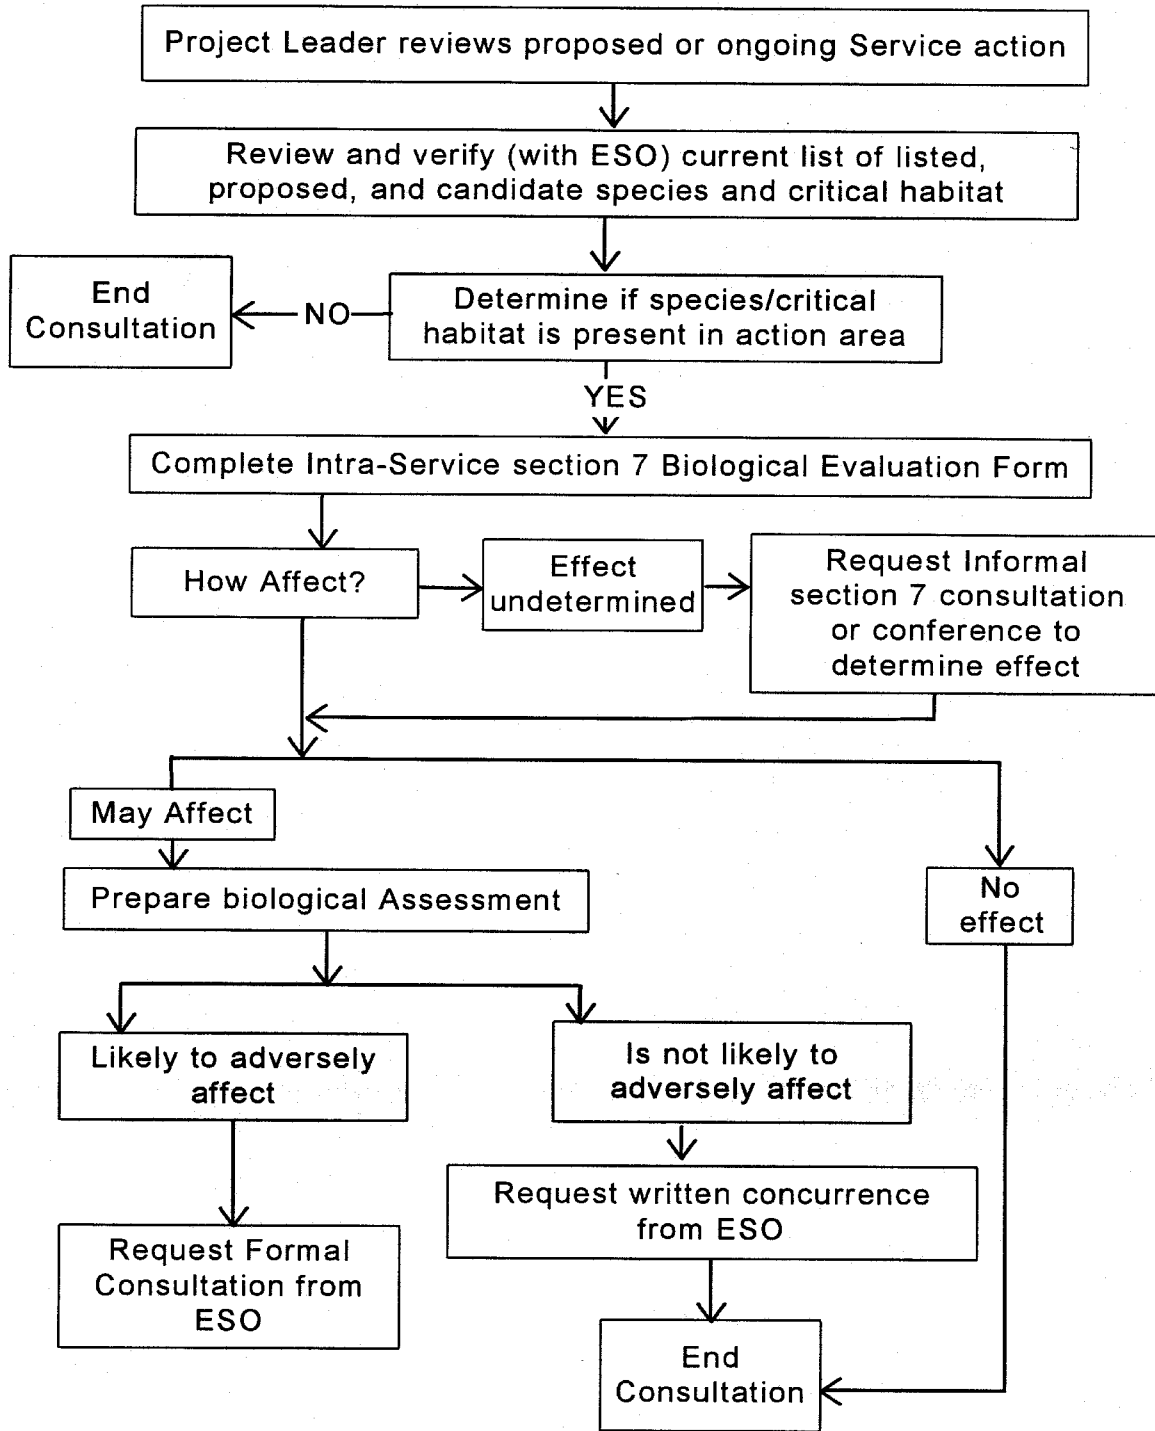 Project Leader reviews proposed or ongoing Service action
Review and verify (with ESO) current list of listed,
proposed, and candidate species and critical habitat
End
Consultation
NO
Determine if species/critical
habitat is present in action area
YES
Complete Intra-Service section 7 Biological Evaluation Form
How Affect?
Effect
undetermined
Request Informal
section 7 consultation
or conference to
determine effect
May Affect
Prepare biological Assessment
No
effect
Likely to adversely
affect
Is not likely to
adversely affect
Request written concurrence
from ESO
Request Formal
Consultation from
ESO
End
Consultation